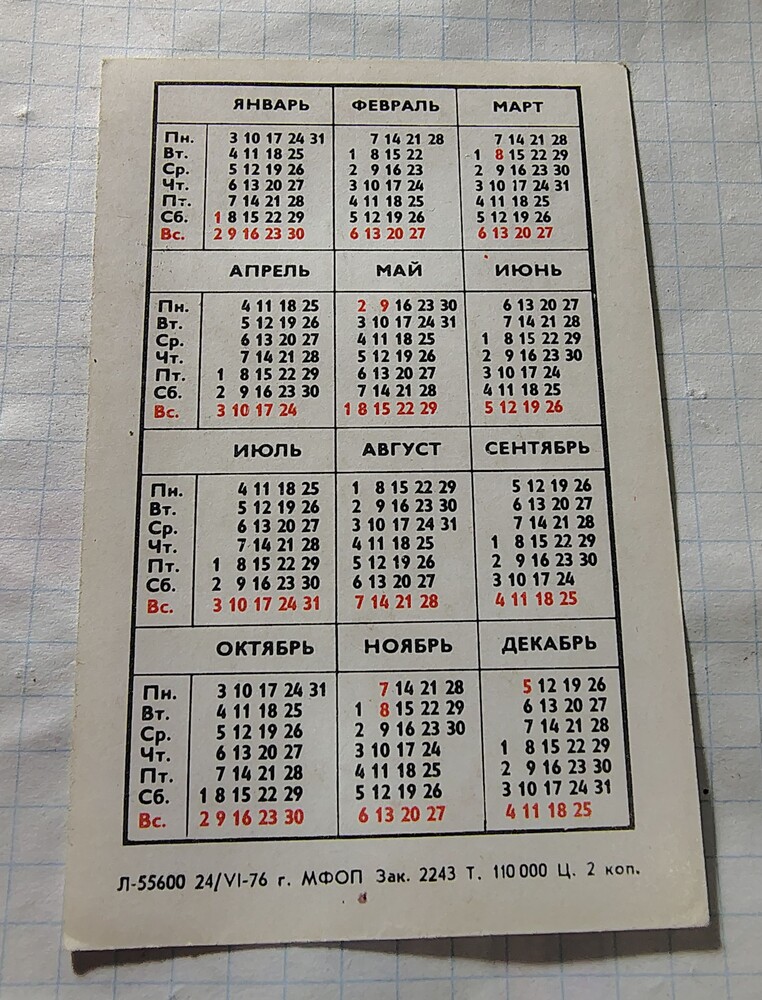 ЯНВАРЬ ФЕВРАЛЬ МАРТ
Пн. 3 10 17 24 31 7 14 21 28 7 14 21 28
Вт. 4 11 18 25 1 8 15 22 1 8 15 22 29
Ср. 5 12 19 26 2 9 16 23 2 9 16 23 30
Чт. 6 13 20 27 3 10 17 24 3 10 17 24 31
Пт. 7 14 21 28 4 11 18 25 4 11 18 25
Сб. 1 8 15 22 29 5 12 19 26 5 12 19 26
Вс. 2 9 16 23 30 6 13 20 27 6 13 20 27
АПРЕЛЬ МАЙ ИЮНЬ
Пн. 4 11 18 25 2 9 16 23 30 6 13 20 27
Вт. 5 12 19 26 3 10 17 24 31 7 14 21 28
Ср. 6 13 20 27 4 11 18 25 1 8 15 22 29
Чт. 7 14 21 28 5 12 19 26 2 9 16 23 30
Пт. 1 8 15 22 29 6 13 20 27 3 10 17 24
Сб. 2 9 16 23 30 7 14 21 28 4 11 18 25
Вс. 3 10 17 24 1 8 15 22 29 5 12 19 26
ИЮЛЬ АВГУСТ СЕНТЯБРЬ
Пн. 4 11 18 25 1 8 15 22 29 5 12 19 26
Вт. 5 12 19 26 2 9 16 23 30 6 13 20 27
Ср. 6 13 20 27 3 10 17 24 31 7 14 21 28
Чт. 7 14 21 28 4 11 18 25 1 8 15 22 29
Пт. 1 8 15 22 29 5 12 19 26 2 9 16 23 30
Сб. 2 9 16 23 30 6 13 20 27 3 10 17 24
Вс. 3 10 17 24 31 7 14 21 28 4 11 18 25
ОКТЯБРЬ НОЯБРЬ ДЕКАБРЬ
Пн. 3 10 17 24 31 7 14 21 28 5 12 19 26
Вт. 4 11 18 25 1 8 15 22 29 6 13 20 27
Ср. 5 12 19 26 2 9 16 23 30 7 14 21 28
Чт. 6 13 20 27 3 10 17 24 1 8 15 22 29
Пт. 7 14 21 28 4 11 18 25 2 9 16 23 30
Сб. 1 8 15 22 29 5 12 19 26 3 10 17 24 31
Вс. 2 9 16 23 30 6 13 20 27 4 11 18 25
Л-55600 24/VI-76 г. МФОП Зак. 2243 Т. 110 000 Ц. 2 коп.